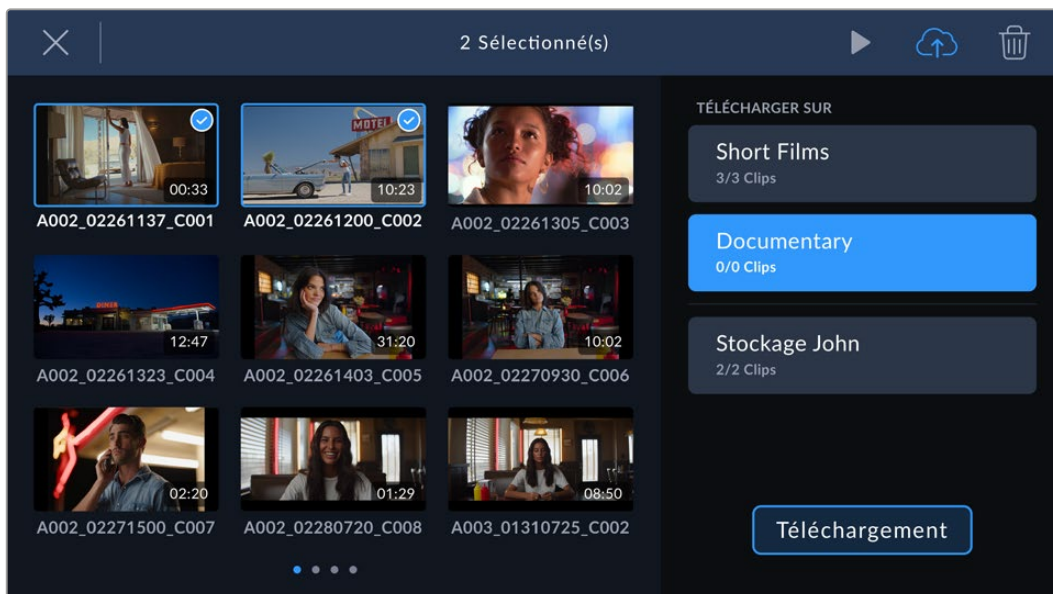 2 Sélectionné(s)
00:33
MOTEL
10:23
10:02
A002_02261137_C001
A002_02261200_C002
A002_02261305_C003
DINER
12:47
31:20
10:02
A002_02261323_C004
A002_02261403_C005
A002_02270930_C006
02:20
01:29
08:50
A002_02271500_C007
A002_02280720_C008
A003_01310725_C002
TÉLÉCHARGER SUR
Short Films
3/3 Clips
Documentary
0/0 Clips
Stockage John
2/2 Clips
Téléchargement